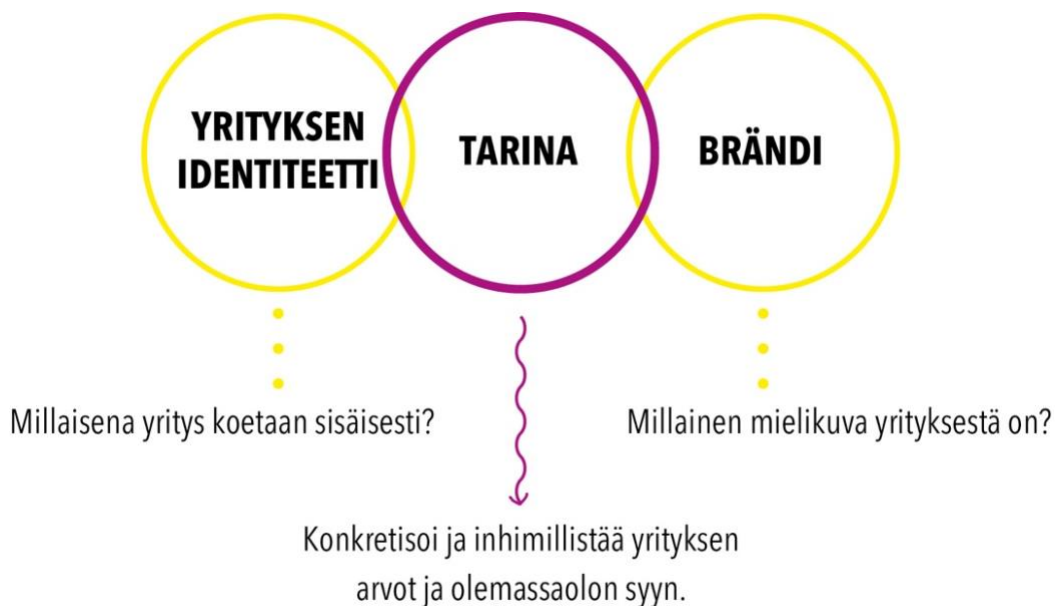 YRITYKSEN
IDENTITEETTI
TARINA
BRÄNDI
Millaisena yritys koetaan sisäisesti?
Millainen mielikuva yrityksestä on?
Konkretisoi ja inhimillistää yrityksen
arvot ja olemassaolon syyn.